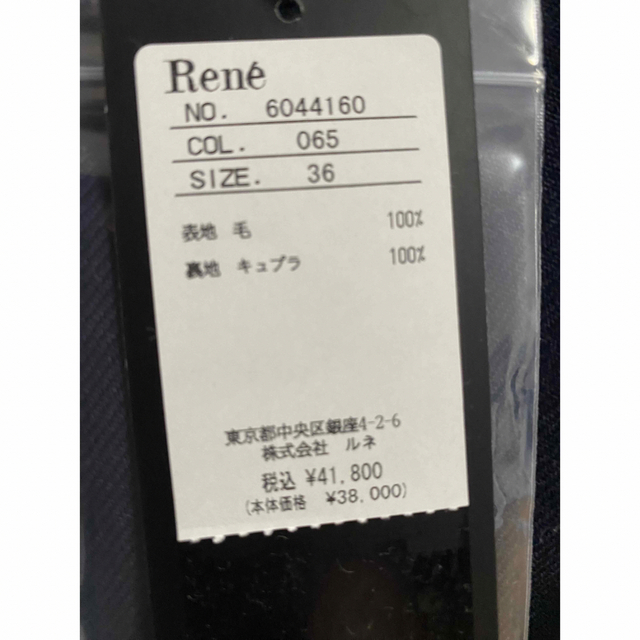 René
NO. 6044160
COL. 065
SIZE. 36
表地 毛 100%
裏地 キュプラ 100%
東京都中央区銀座4-2-6
株式会社 ルネ
税込 ¥41,800
(本体価格 ¥38,000)